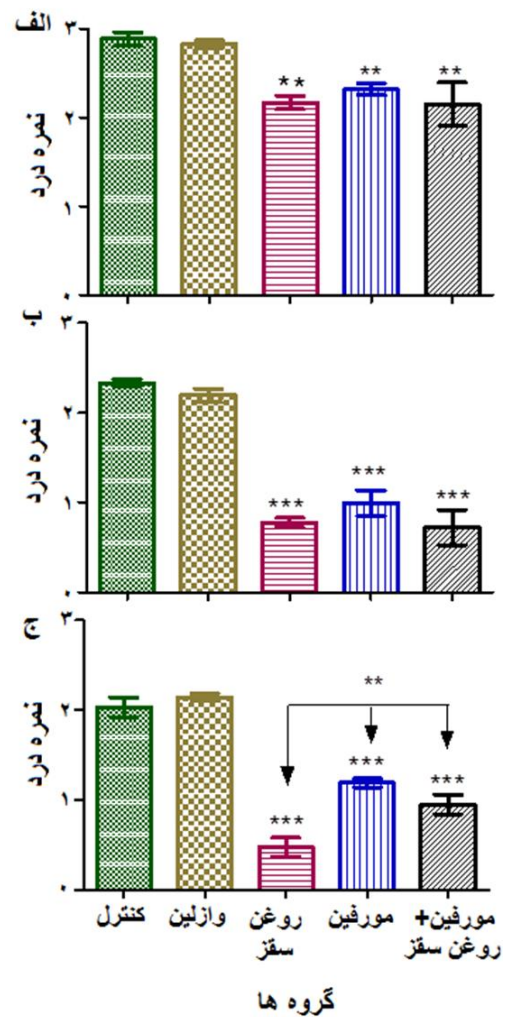 الف
نمره درد
۳
۲
۱
۰
** ** **
ب
نمره درد
۳
۲
۱
۰
*** *** ***
ج
نمره درد
۳
۲
۱
۰
**
*** *** ***
کنترل وازلین روغن سقز مورفین مورفین+ روغن سقز
گروه ها